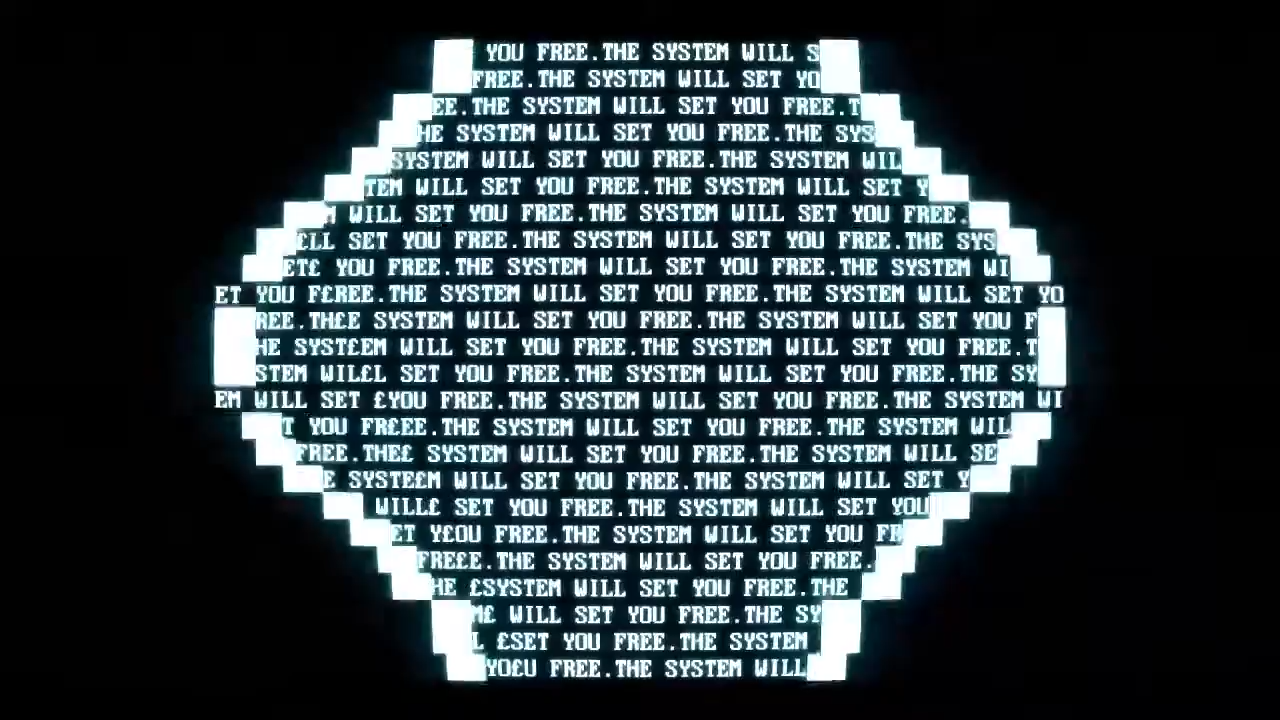 YOU FREE.THE SYSTEM WILL S
FREE.THE SYSTEM WILL SET YO
EE.THE SYSTEM WILL SET YOU FREE.T
HE SYSTEM WILL SET YOU FREE.THE SYS
SYSTEM WILL SET YOU FREE.THE SYSTEM WIL
TEM WILL SET YOU FREE.THE SYSTEM WILL SET Y
M WILL SET YOU FREE.THE SYSTEM WILL SET YOU FREE.
£LL SET YOU FREE.THE SYSTEM WILL SET YOU FREE.THE SYS
ET£ YOU FREE.THE SYSTEM WILL SET YOU FREE.THE SYSTEM WI
ET YOU F£REE.THE SYSTEM WILL SET YOU FREE.THE SYSTEM WILL SET YO
REE.TH£E SYSTEM WILL SET YOU FREE.THE SYSTEM WILL SET YOU F
HE SYST£EM WILL SET YOU FREE.THE SYSTEM WILL SET YOU FREE.T
STEM WIL£L SET YOU FREE.THE SYSTEM WILL SET YOU FREE.THE SY
EM WILL SET £YOU FREE.THE SYSTEM WILL SET YOU FREE.THE SYSTEM WI
T YOU FR£EE.THE SYSTEM WILL SET YOU FREE.THE SYSTEM WIL
FREE.THE£ SYSTEM WILL SET YOU FREE.THE SYSTEM WILL SE
E SYSTE£M WILL SET YOU FREE.THE SYSTEM WILL SET Y
WILL£ SET YOU FREE.THE SYSTEM WILL SET YOU
ET Y£OU FREE.THE SYSTEM WILL SET YOU FR
FRE£E.THE SYSTEM WILL SET YOU FREE.
HE £SYSTEM WILL SET YOU FREE.THE
M£ WILL SET YOU FREE.THE SY
L £SET YOU FREE.THE SYSTEM
YO£U FREE.THE SYSTEM WILL